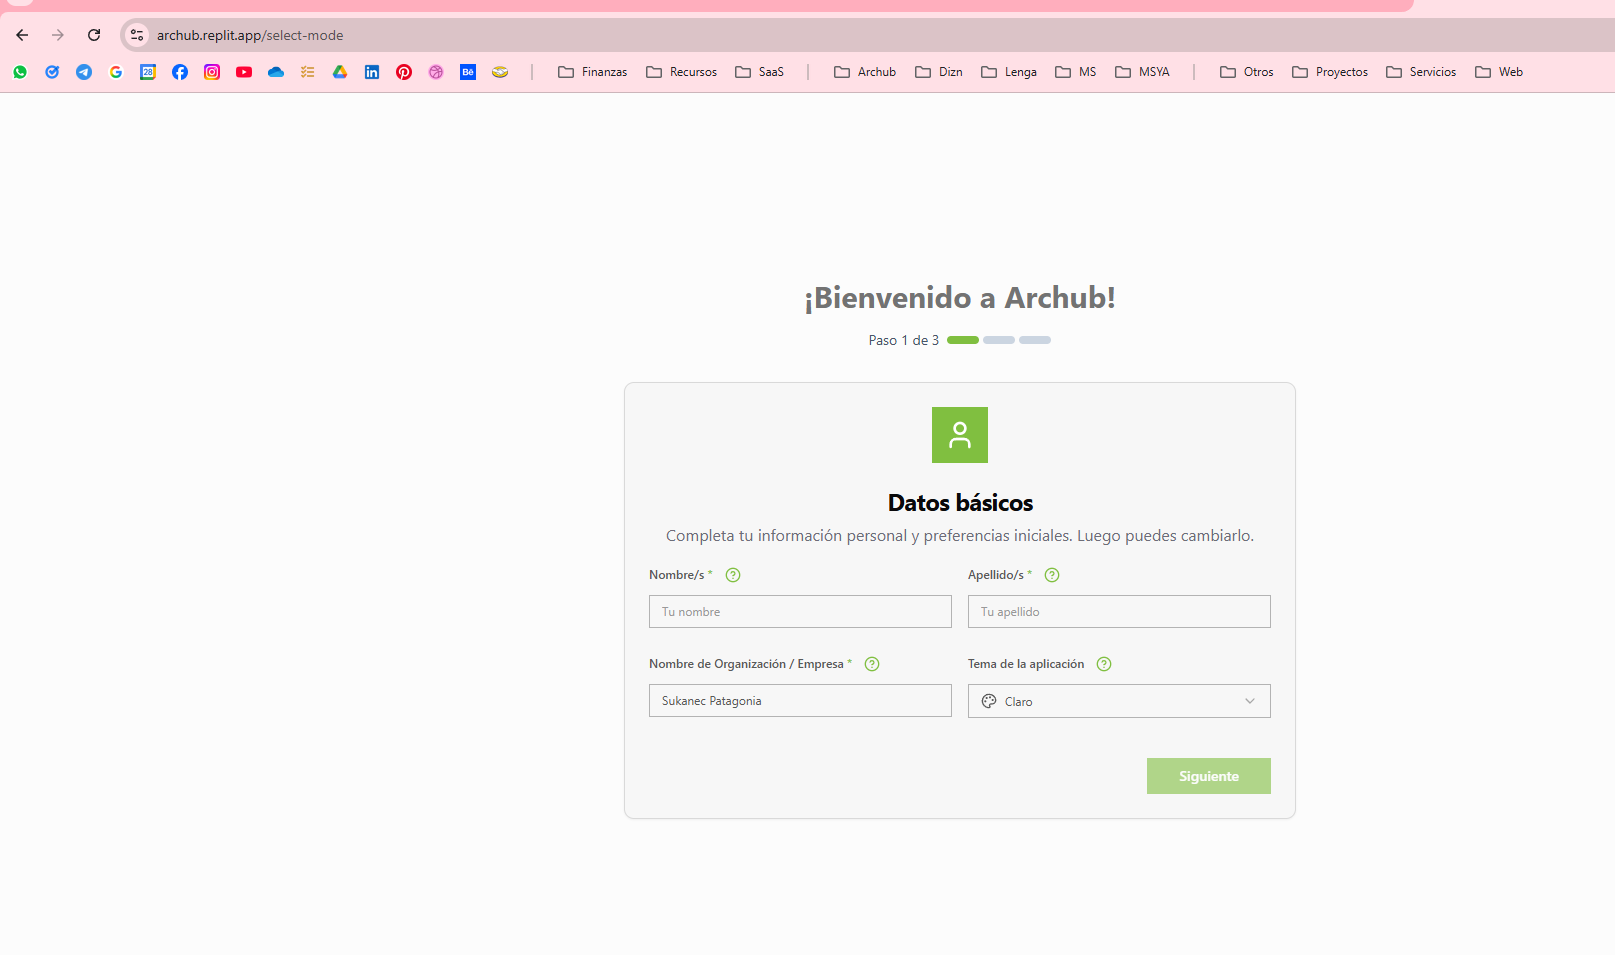 archub.replit.app/select-mode
28 Bē Finanzas Recursos SaaS Archub Dizn Lenga MS MSYA Otros Proyectos Servicios Web
¡Bienvenido a Archub!
Paso 1 de 3
Datos básicos
Completa tu información personal y preferencias iniciales. Luego puedes cambiarlo.
Nombre/s * ? Apellido/s * ?
Tu nombre Tu apellido
Nombre de Organización / Empresa * ? Tema de la aplicación ?
Sukanec Patagonia Claro
Siguiente